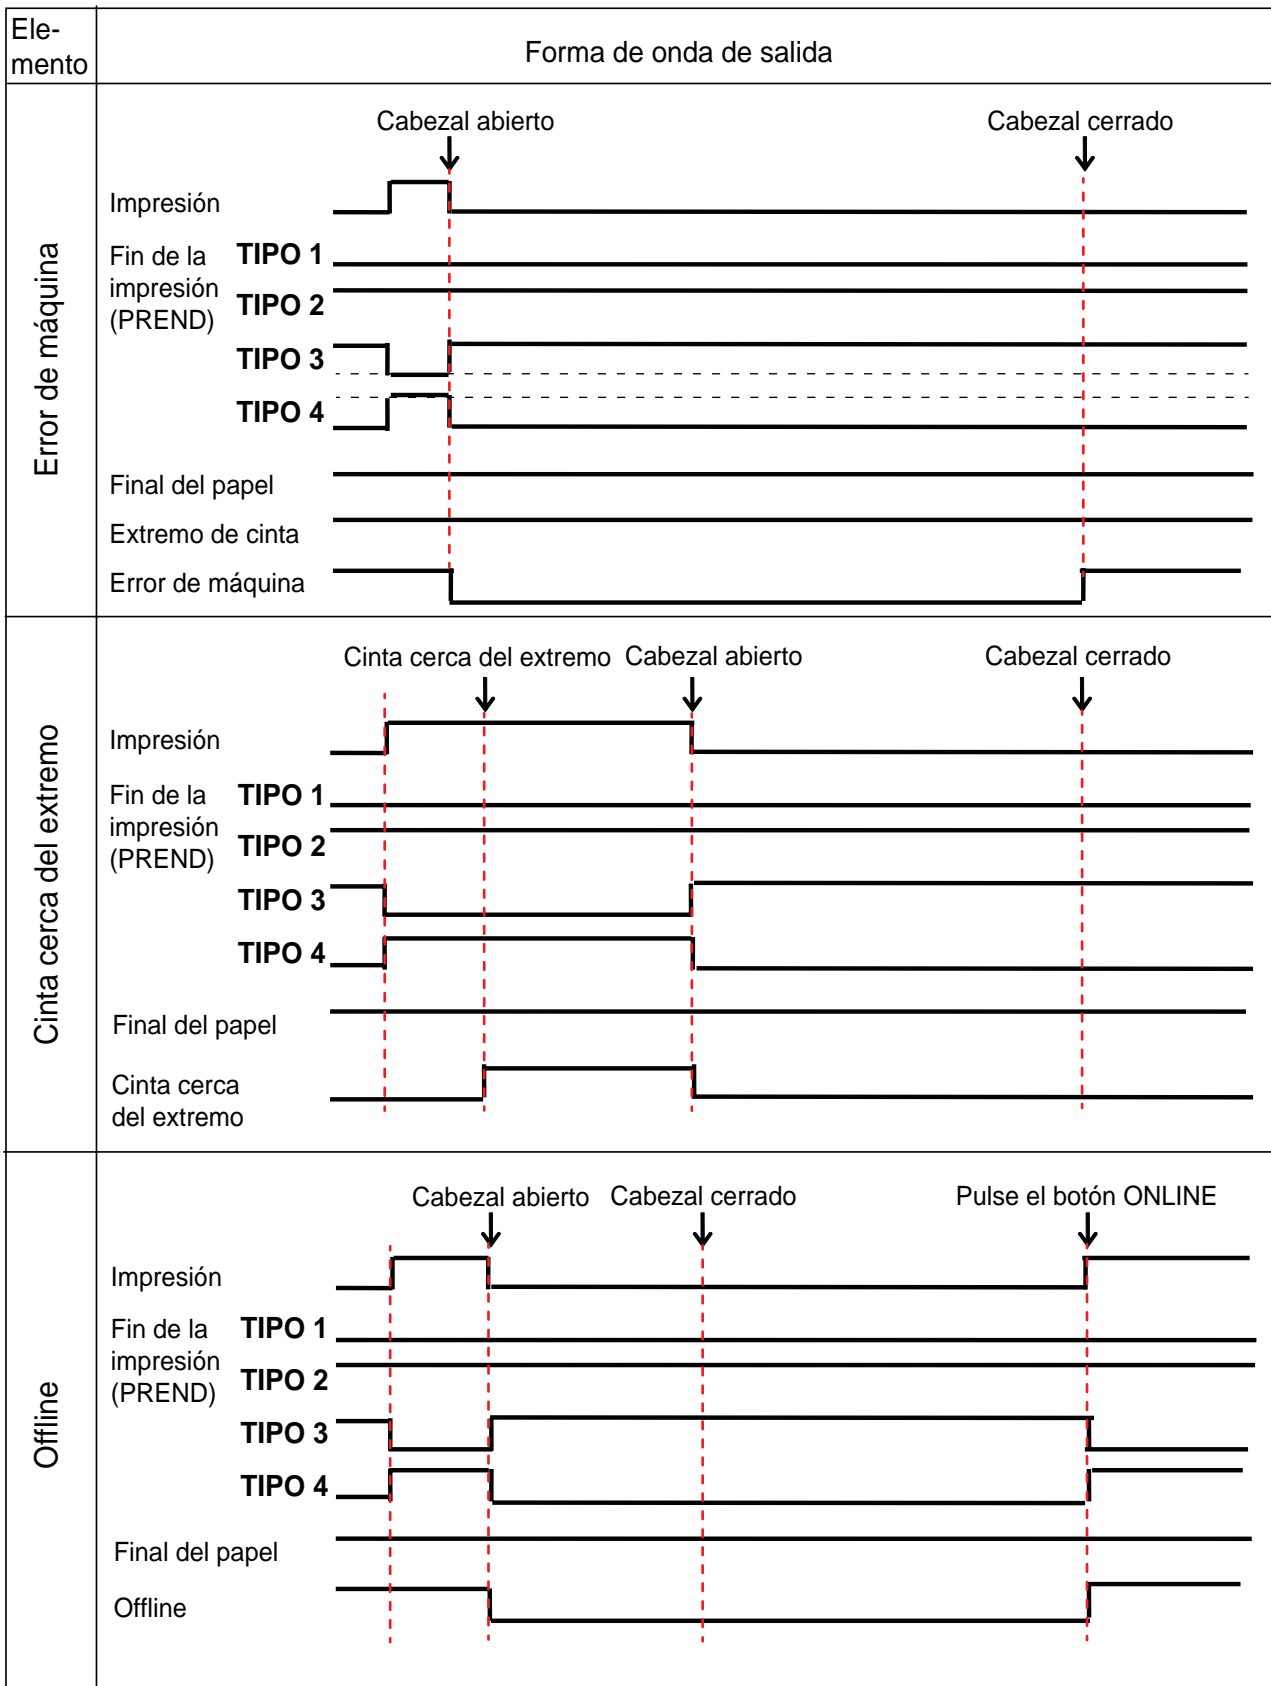 Ele-
mento
Forma de onda de salida
Error de máquina
Cabezal abierto
Cabezal cerrado
Impresión
Fin de la
impresión
(PREND)
TIPO 1
TIPO 2
TIPO 3
TIPO 4
Final del papel
Extremo de cinta
Error de máquina
Cinta cerca del extremo
Cinta cerca del extremo
Cabezal abierto
Cabezal cerrado
Impresión
Fin de la
impresión
(PREND)
TIPO 1
TIPO 2
TIPO 3
TIPO 4
Final del papel
Cinta cerca
del extremo
Offline
Cabezal abierto
Cabezal cerrado
Pulse el botón ONLINE
Impresión
Fin de la
impresión
(PREND)
TIPO 1
TIPO 2
TIPO 3
TIPO 4
Final del papel
Offline